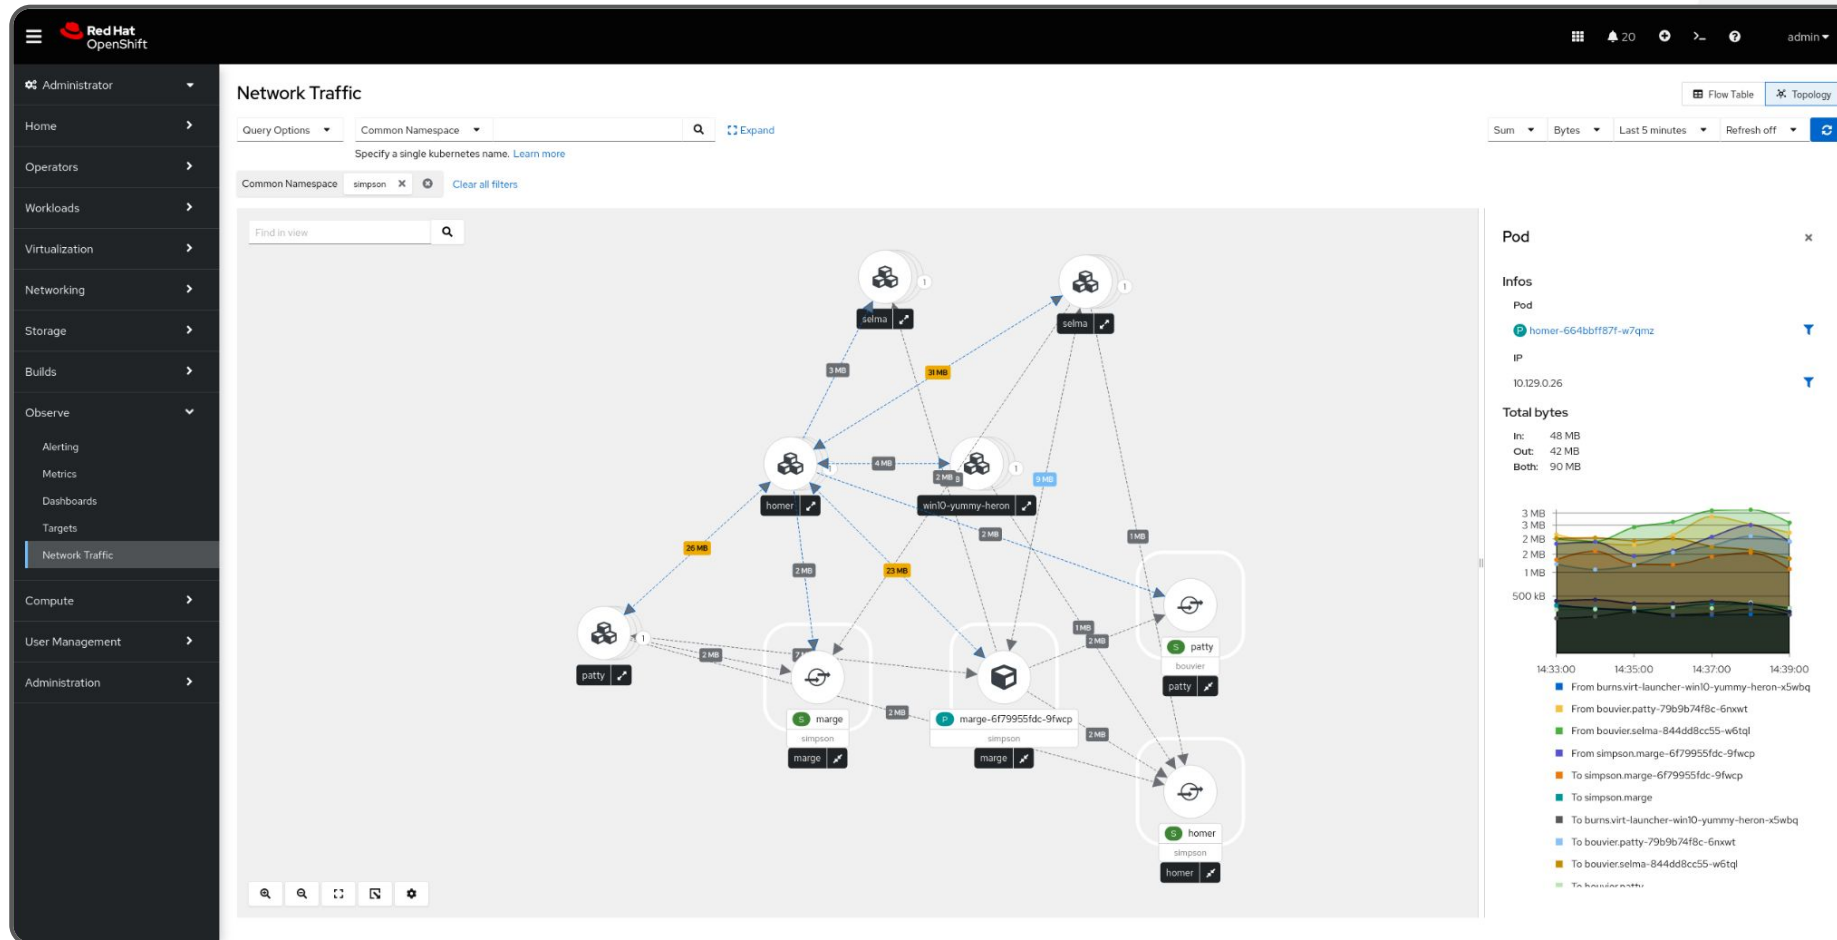 Red Hat
OpenShift
20
admin
Administrator
Home
Operators
Workloads
Virtualization
Networking
Storage
Builds
Observe
Alerting
Metrics
Dashboards
Targets
Network Traffic
Compute
User Management
Administration
Network Traffic
Flow Table
Topology
Query Options
Common Namespace
Expand
Sum
Bytes
Last 5 minutes
Refresh off
Specify a single kubernetes name. Learn more
Common Namespace
simpson
Clear all filters
Find in view
1
selma
1
selma
3 MB
31 MB
4 MB
homer
1
win10-yummy-heron
2 MB
9 MB
2 MB
1 MB
26 MB
2 MB
23 MB
1
patty
2 MB
1 MB
2 MB
S patty
bouvier
patty
2 MB
2 MB
S marge
simpson
marge
P marge-6f79955fdc-9fwcp
simpson
marge
S homer
simpson
homer
Pod
Infos
Pod
P homer-664bbff87f-w7qmz
IP
10.129.0.26
Total bytes
In: 48 MB
Out: 42 MB
Both: 90 MB
3 MB
3 MB
2 MB
2 MB
1 MB
500 kB
14:33:00 14:35:00 14:37:00 14:39:00
From burns.virt-launcher-win10-yummy-heron-x5wbq
From bouvier.patty-79b9b74f8c-6nxwt
From bouvier.selma-844dd8cc55-w6tql
From simpson.marge-6f79955fdc-9fwcp
To simpson.marge-6f79955fdc-9fwcp
To simpson.marge
To burns.virt-launcher-win10-yummy-heron-x5wbq
To bouvier.patty-79b9b74f8c-6nxwt
To bouvier.selma-844dd8cc55-w6tql
To bouvier.patty